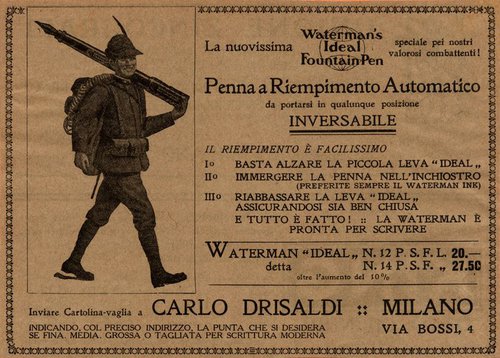 La nuovissima Waterman's Ideal Fountain Pen speciale pei nostri valorosi combattenti!
Penna a Riempimento Automatico
da portarsi in qualunque posizione
INVERSABILE
IL RIEMPIMENTO È FACILISSIMO
Iº BASTA ALZARE LA PICCOLA LEVA "IDEAL„
IIº IMMERGERE LA PENNA NELL'INCHIOSTRO
(PREFERITE SEMPRE IL WATERMAN INK)
IIIº RIABBASSARE LA LEVA "IDEAL„
ASSICURANDOSI SIA BEN CHIUSA
E TUTTO È FATTO! :: LA WATERMAN È
PRONTA PER SCRIVERE
WATERMAN "IDEAL„ N. 12 P. S. F. L. 20.—
detta N. 14 P. S. F. „ 27.50
oltre l'aumento del 10%
Inviare Cartolina-vaglia a CARLO DRISALDI :: MILANO
INDICANDO, COL PRECISO INDIRIZZO, LA PUNTA CHE SI DESIDERA VIA BOSSI, 4
SE FINA, MEDIA, GROSSA O TAGLIATA PER SCRITTURA MODERNA